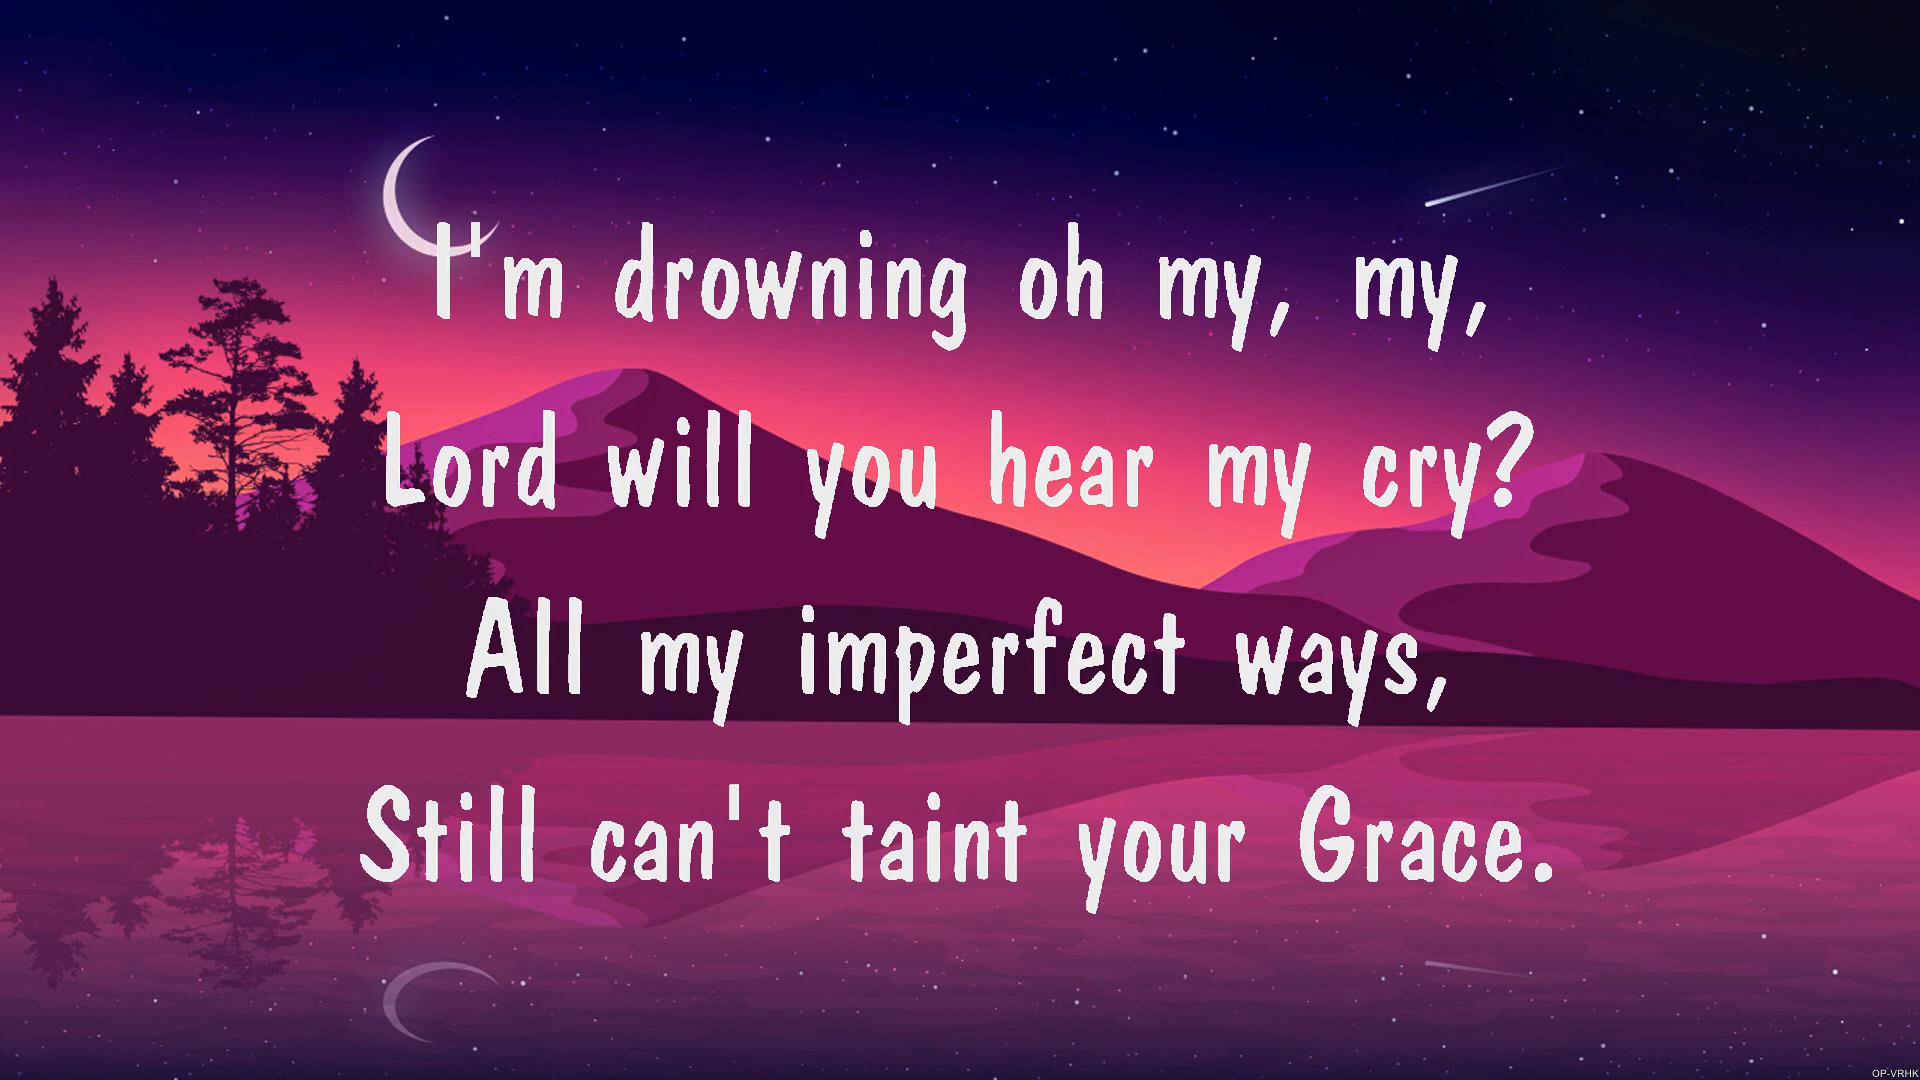 I'm drowning oh my, my,
Lord will you hear my cry?
All my imperfect ways,
Still can't taint your Grace.
OP-VRHK